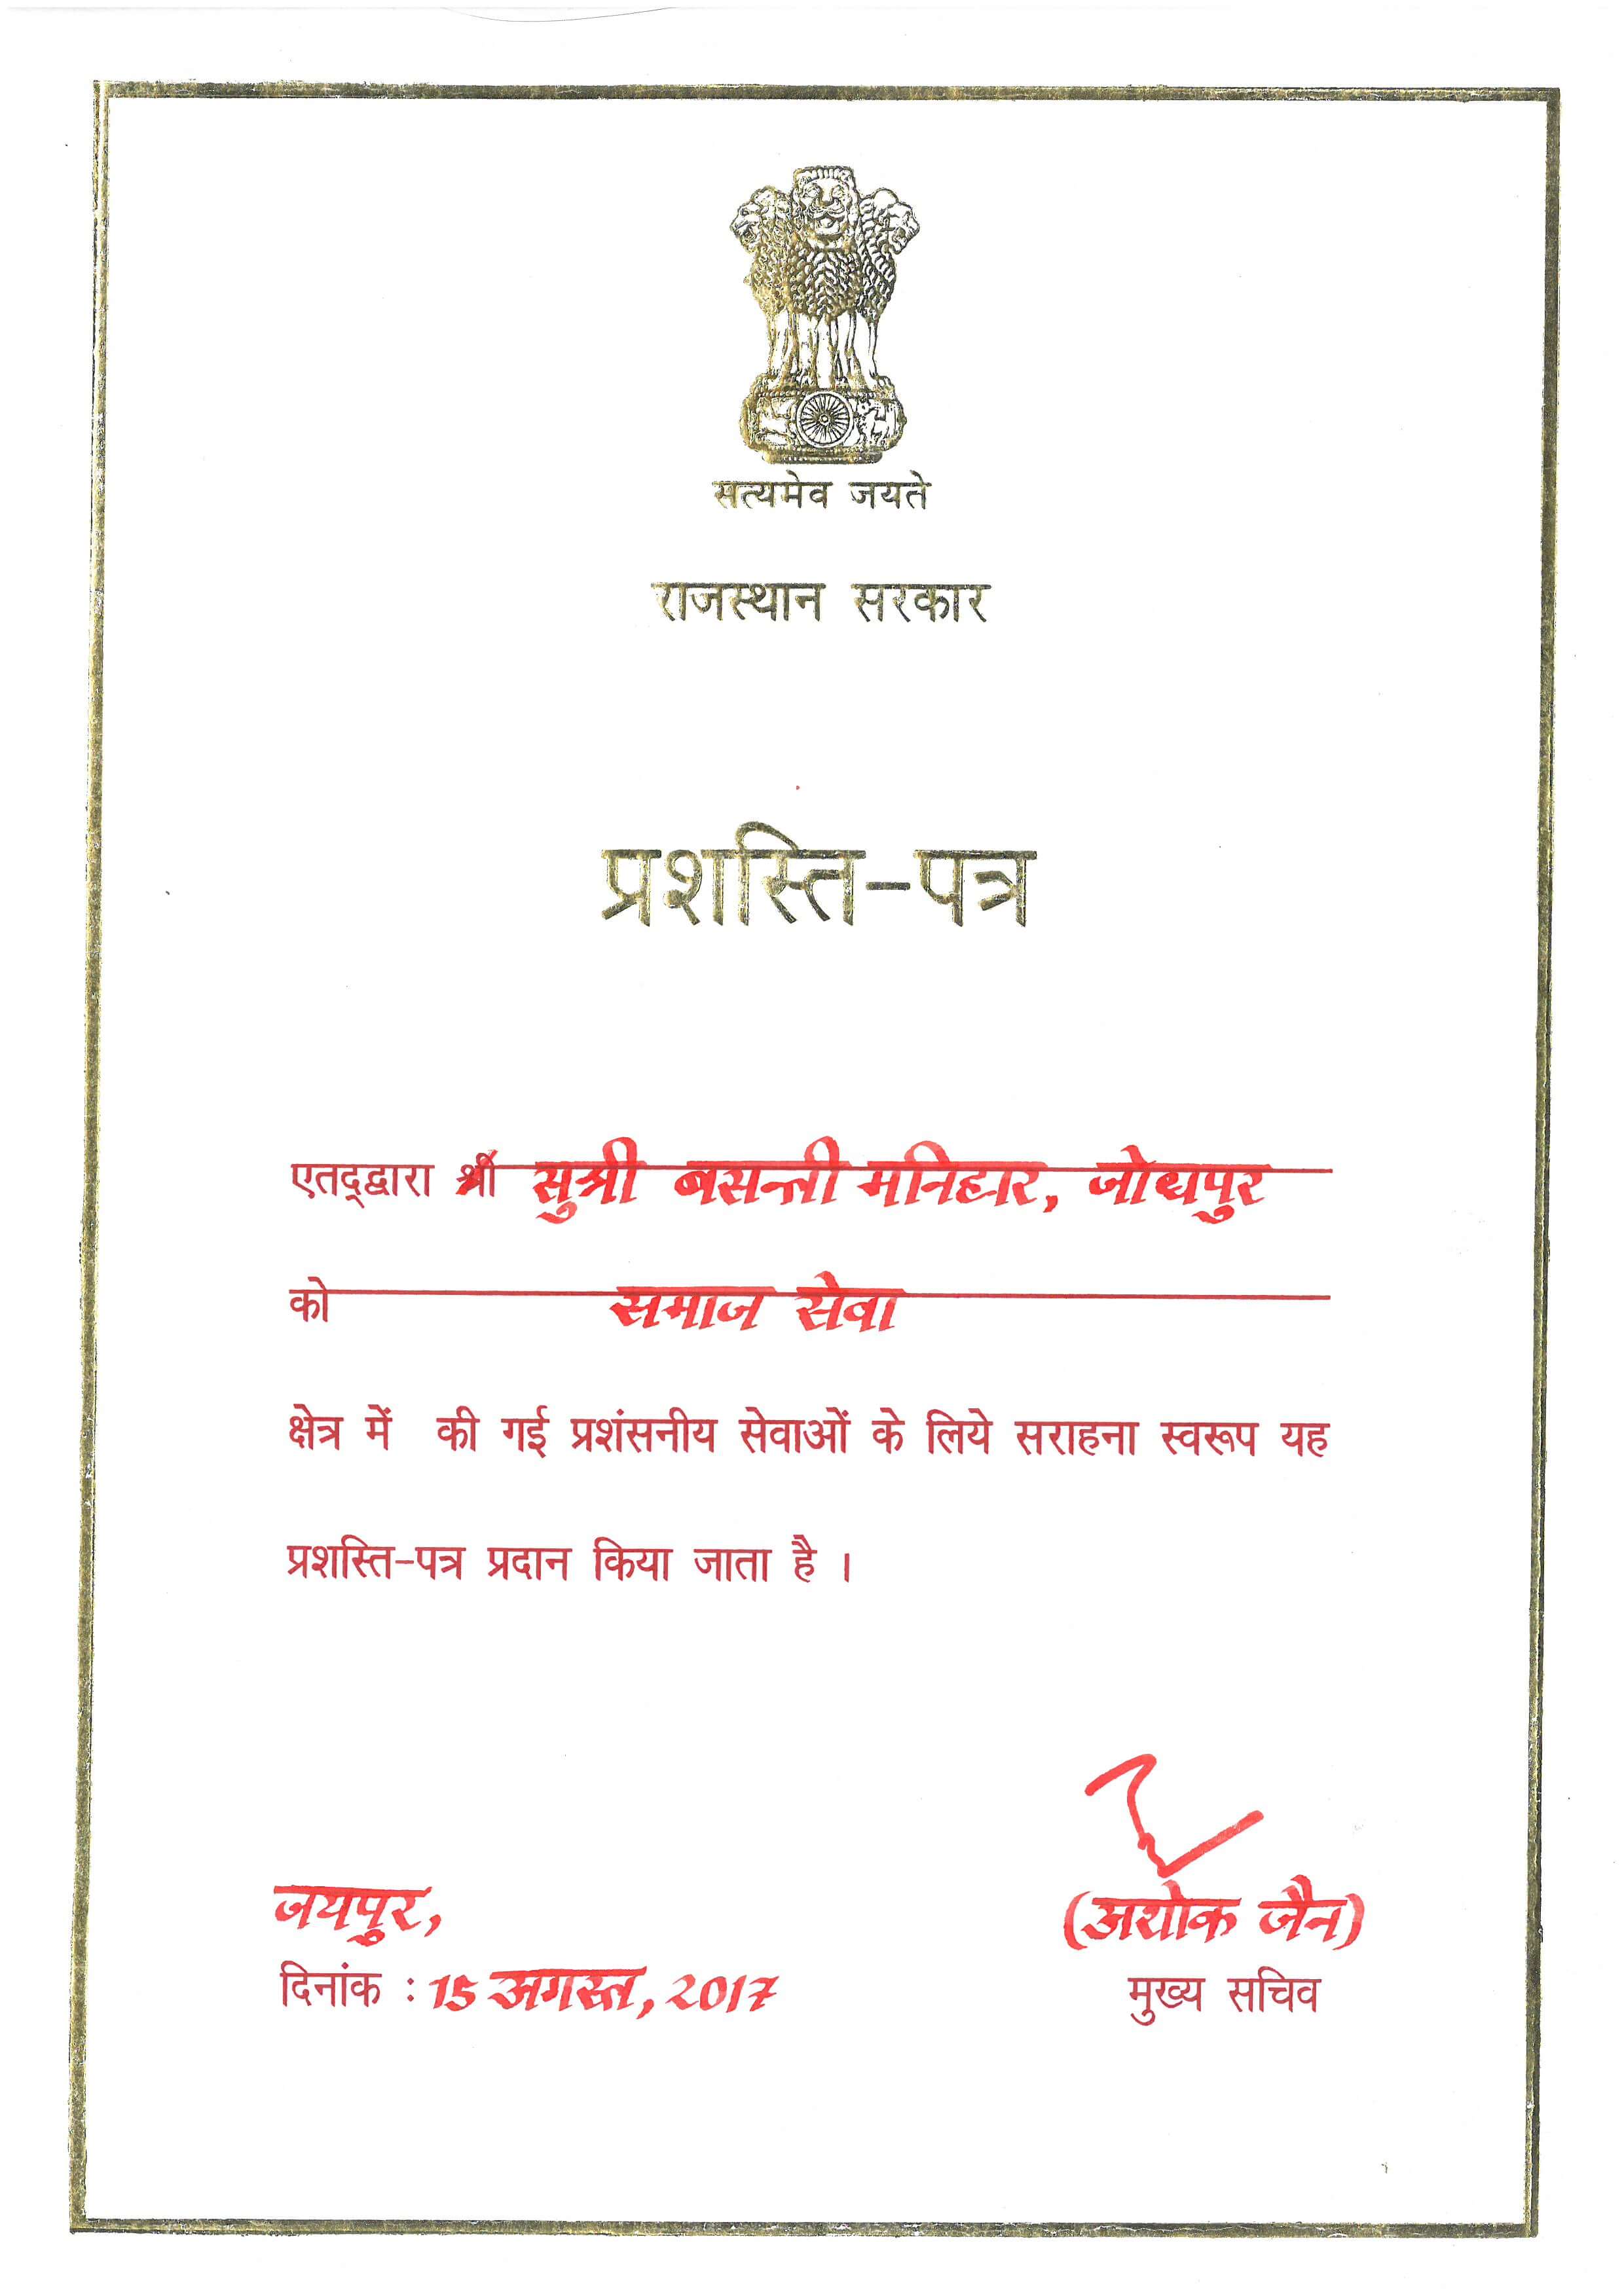 सत्यमेव जयते
राजस्थान सरकार
प्रशस्ति-पत्र
एतद्द्वारा श्री सुश्री बसन्ती मनिहार, जोधपुर
को समाज सेवा
क्षेत्र में की गई प्रशंसनीय सेवाओं के लिये सराहना स्वरूप यह
प्रशस्ति-पत्र प्रदान किया जाता है ।
जयपुर,
(अशोक जैन)
दिनांक : 15 अगस्त, 2017
मुख्य सचिव